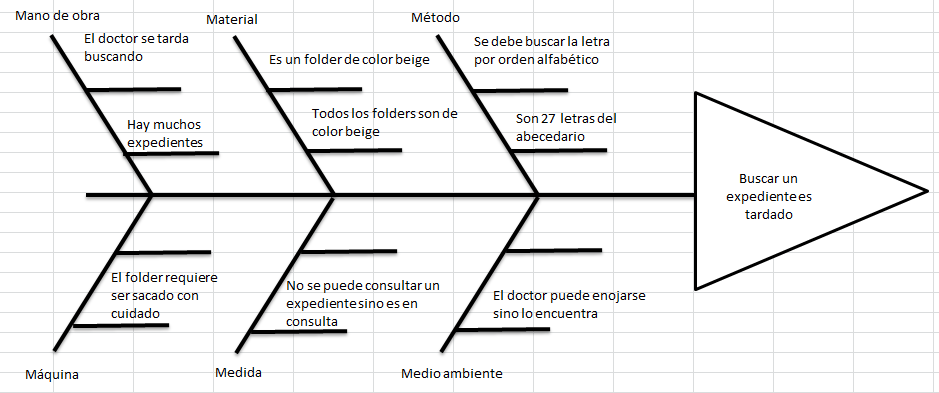 Mano de obra
El doctor se tarda
buscando
Hay muchos
expedientes
Material
Es un folder de color beige
Todos los folders son de
color beige
Método
Se debe buscar la letra
por orden alfabético
Son 27 letras del
abecedario
Buscar un
expediente es
tardado
El folder requiere
ser sacado con
cuidado
Máquina
No se puede consultar un
expediente sino es en
consulta
Medida
El doctor puede enojarse
sino lo encuentra
Medio ambiente